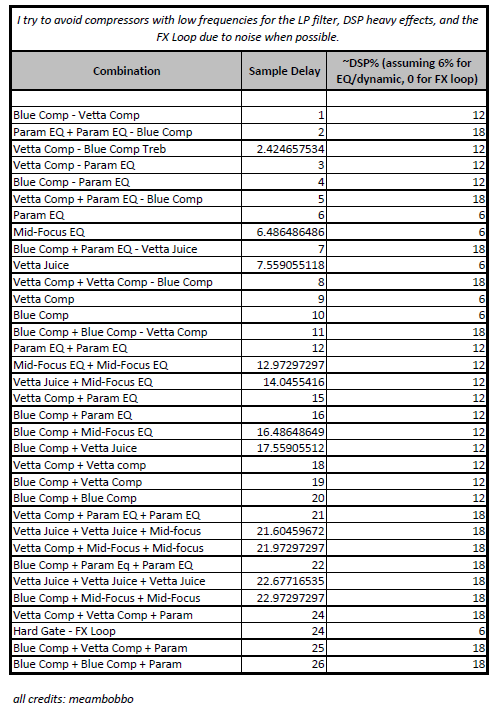 I try to avoid compressors with low frequencies for the LP filter, DSP heavy effects, and the
FX Loop due to noise when possible.
Combination Sample Delay ~DSP% (assuming 6% for
EQ/dynamic, 0 for FX loop)
Blue Comp - Vetta Comp 1 12
Param EQ + Param EQ - Blue Comp 2 18
Vetta Comp - Blue Comp Treb 2.424657534 12
Vetta Comp - Param EQ 3 12
Blue Comp - Param EQ 4 12
Vetta Comp + Param EQ - Blue Comp 5 18
Param EQ 6 6
Mid-Focus EQ 6.486486486 6
Blue Comp + Param EQ - Vetta Juice 7 18
Vetta Juice 7.559055118 6
Vetta Comp + Vetta Comp - Blue Comp 8 18
Vetta Comp 9 6
Blue Comp 10 6
Blue Comp + Blue Comp - Vetta Comp 11 18
Param EQ + Param EQ 12 12
Mid-Focus EQ + Mid-Focus EQ 12.97297297 12
Vetta Juice + Mid-Focus EQ 14.0455416 12
Vetta Comp + Param EQ 15 12
Blue Comp + Param EQ 16 12
Blue Comp + Mid-Focus EQ 16.48648649 12
Blue Comp + Vetta Juice 17.55905512 12
Vetta Comp + Vetta comp 18 12
Blue Comp + Vetta Comp 19 12
Blue Comp + Blue Comp 20 12
Vetta Comp + Param EQ + Param EQ 21 18
Vetta Juice + Vetta Juice + Mid-focus 21.60459672 18
Vetta Comp + Mid-Focus + Mid-focus 21.97297297 18
Blue Comp + Param Eq + Param EQ 22 18
Vetta Juice + Vetta Juice + Vetta Juice 22.67716535 18
Blue Comp + Mid-Focus + Mid-Focus 22.97297297 18
Vetta Comp + Vetta Comp + Param 24 18
Hard Gate - FX Loop 24 6
Blue Comp + Vetta Comp + Param 25 18
Blue Comp + Blue Comp + Param 26 18
all credits: meambobbo